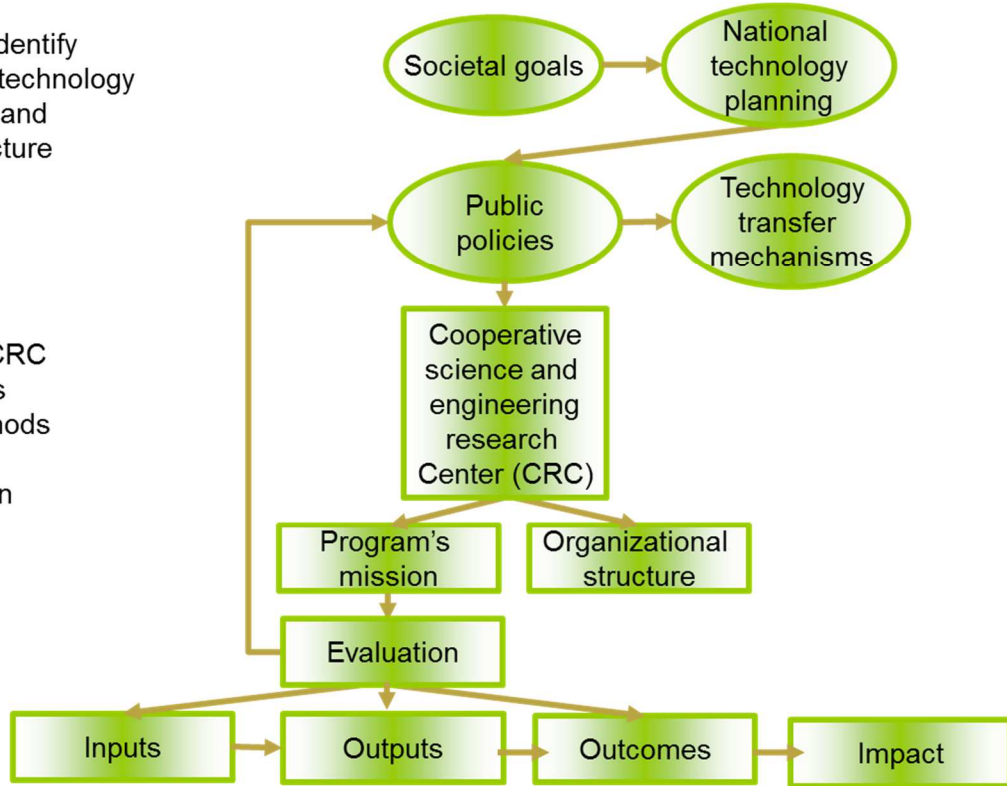 dentify
technology
and
cture
CRC
s
nods
n
Societal goals
National
technology
planning
Public
policies
Technology
transfer
mechanisms
Cooperative
science and
engineering
research
Center (CRC)
Program's
mission
Organizational
structure
Evaluation
Inputs
Outputs
Outcomes
Impact